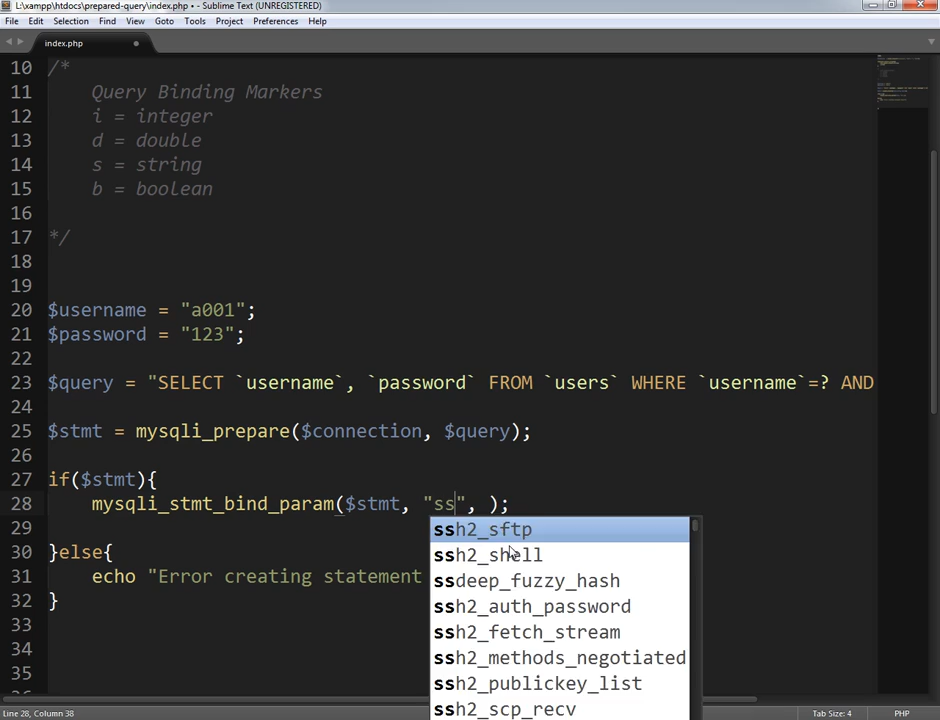 L:\xampp\htdocs\prepared-query\index.php • - Sublime Text (UNREGISTERED)
File Edit Selection Find View Goto Tools Project Preferences Help
index.php
10 /*
11 Query Binding Markers
12 i = integer
13 d = double
14 s = string
15 b = boolean
16
17 */
18
19
20 $username = "a001";
21 $password = "123";
22
23 $query = "SELECT `username`, `password` FROM `users` WHERE `username`=? AND
24
25 $stmt = mysqli_prepare($connection, $query);
26
27 if($stmt){
28 mysqli_stmt_bind_param($stmt, "ss", );
ssh2_sftp
29
ssh2_shell
30 }else{
31 echo "Error creating statement
ssdeep_fuzzy_hash
32 }
ssh2_auth_password
33
ssh2_fetch_stream
34
ssh2_methods_negotiated
35
ssh2_publickey_list
36
ssh2_scp_recv
Line 28, Column 38 Tab Size: 4 PHP